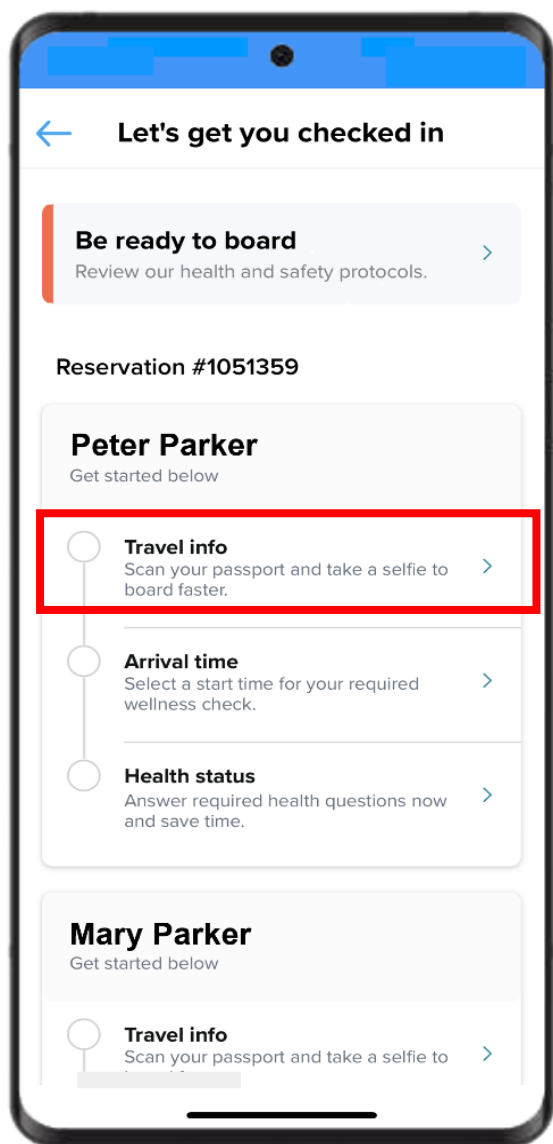 Let's get you checked in
Be ready to board
Review our health and safety protocols.
Reservation #1051359
Peter Parker
Get started below
Travel info
Scan your passport and take a selfie to
board faster.
Arrival time
Select a start time for your required
wellness check.
Health status
Answer required health questions now
and save time.
Mary Parker
Get started below
Travel info
Scan your passport and take a selfie to